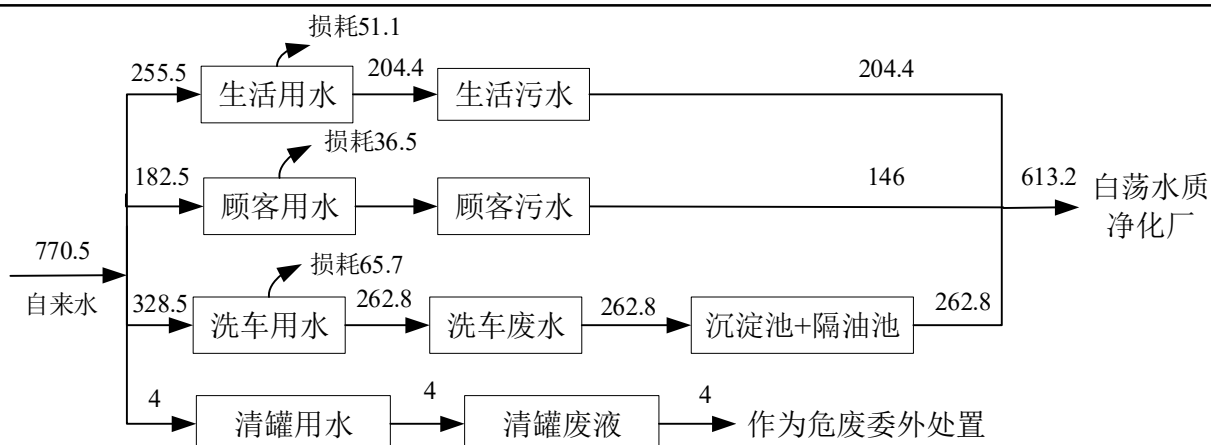 损耗51.1
255.5
生活用水
204.4
生活污水
204.4
损耗36.5
182.5
顾客用水
顾客污水
146
613.2
白荡水质
净化厂
770.5
自来水
损耗65.7
328.5
洗车用水
262.8
洗车废水
262.8
沉淀池+隔油池
262.8
4
清罐用水
4
清罐废液
4
作为危废委外处置